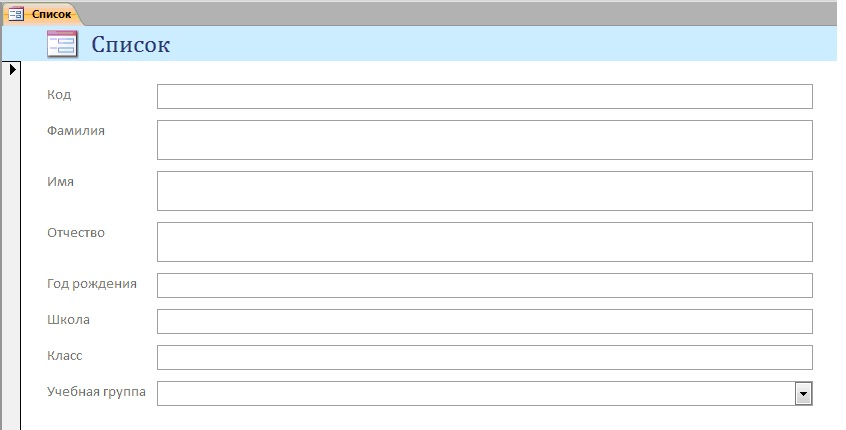 Список
Список
Код
Фамилия
Имя
Отчество
Год рождения
Школа
Класс
Учебная группа